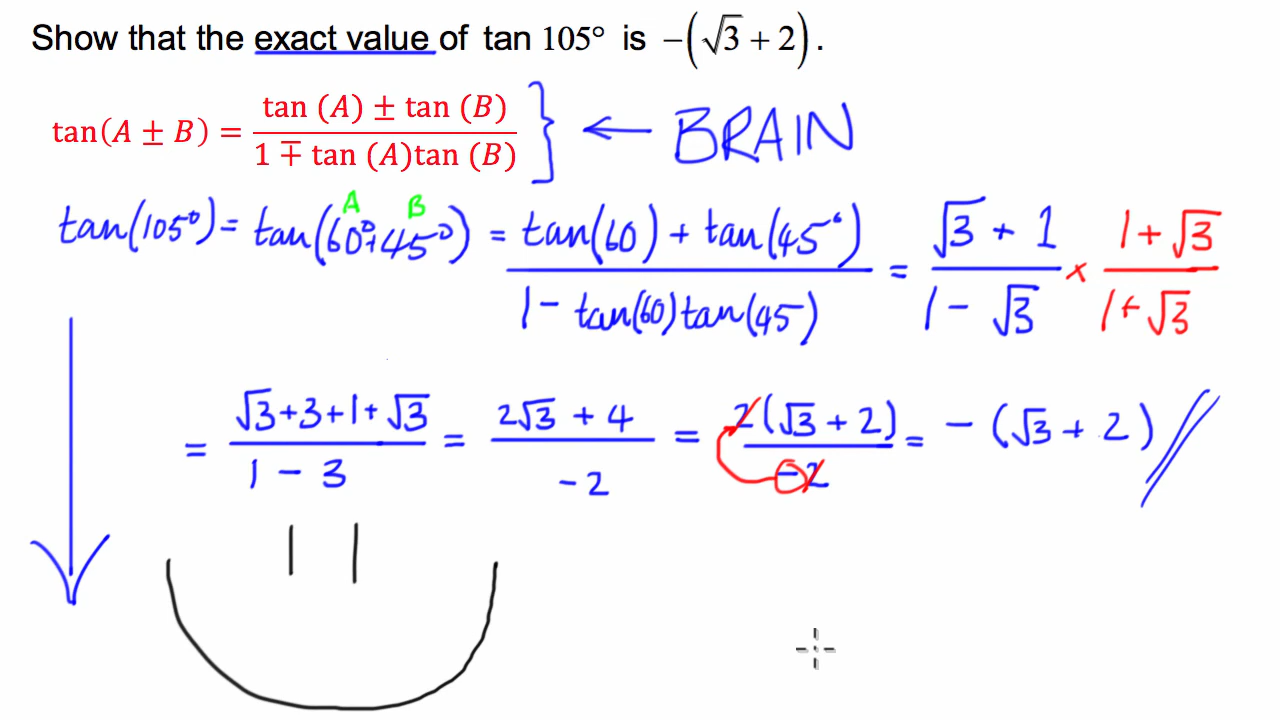 Show that the exact value of tan 105° is −(√3 + 2).
tan(A ± B) = (tan (A) ± tan (B)) / (1 ∓ tan (A)tan (B)) } ← BRAIN
A B
tan(105°) = tan(60°+45°) = (tan(60) + tan(45°)) / (1 − tan(60)tan(45)) = (√3 + 1) / (1 − √3) × (1 + √3) / (1 + √3)
= (√3+3+1+√3) / (1 − 3) = (2√3 + 4) / (−2) = 2(√3 + 2) / (−2) = − (√3 + 2) //